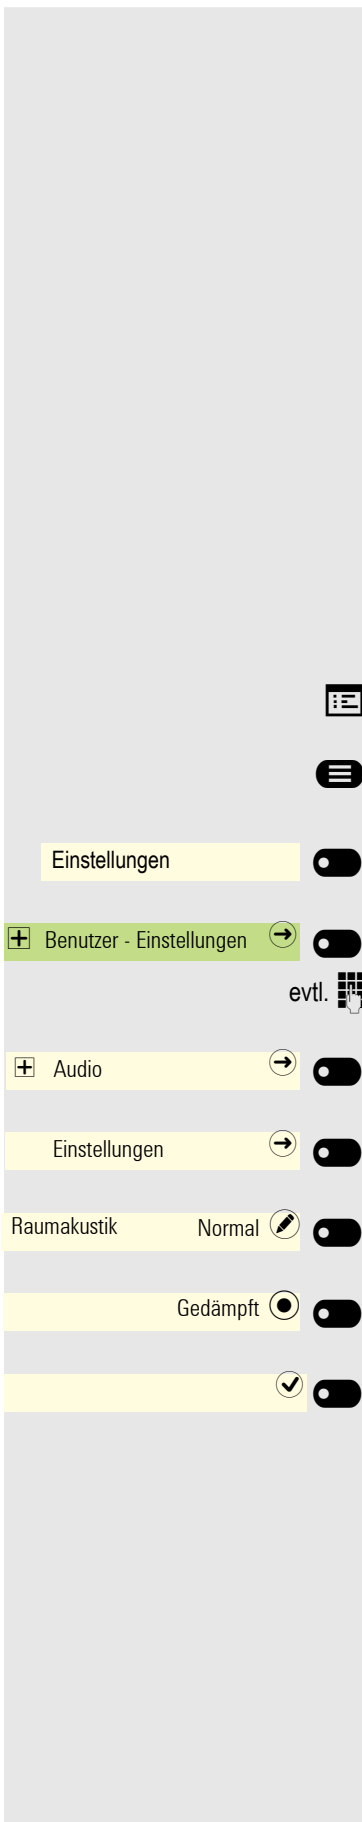 Einstellungen
Benutzer - Einstellungen
evtl.
Audio
Einstellungen
Raumakustik Normal
Gedämpft